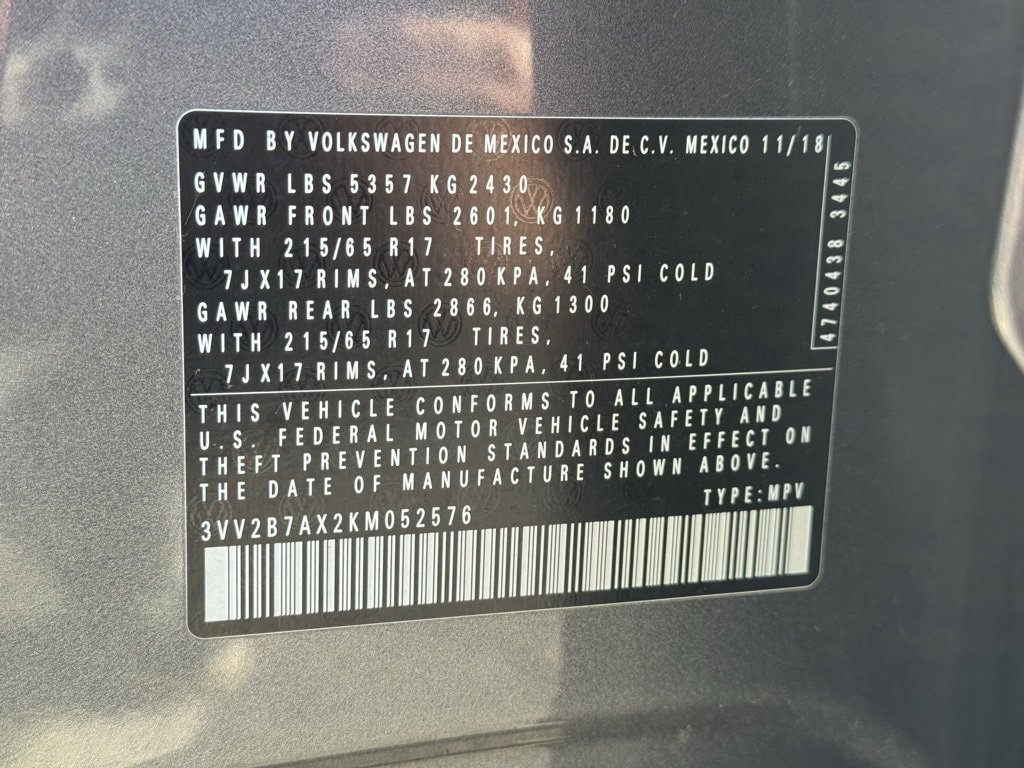 MFD BY VOLKSWAGEN DE MEXICO S.A. DE C.V. MEXICO 11/18
GVWR LBS 5357 KG 2430
GAWR FRONT LBS 2601, KG 1180
WITH 215/65 R17 TIRES,
7JX17 RIMS, AT 280 KPA, 41 PSI COLD
GAWR REAR LBS 2866, KG 1300
WITH 215/65 R17 TIRES,
7JX17 RIMS, AT 280 KPA, 41 PSI COLD
4740438 3445
THIS VEHICLE CONFORMS TO ALL APPLICABLE
U.S. FEDERAL MOTOR VEHICLE SAFETY AND
THEFT PREVENTION STANDARDS IN EFFECT ON
THE DATE OF MANUFACTURE SHOWN ABOVE.
TYPE:MPV
3VV2B7AX2KM052576